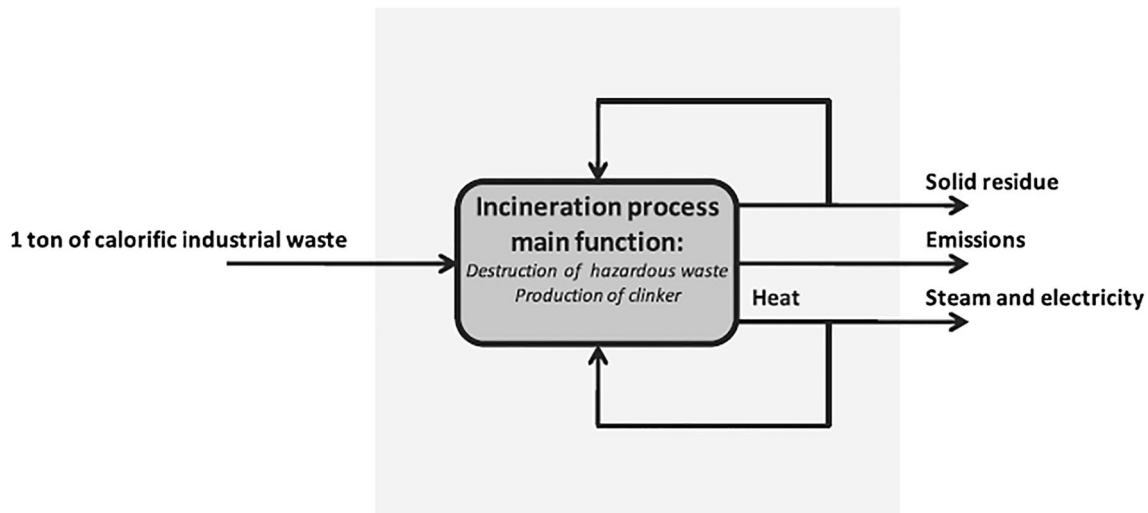 1 ton of calorific industrial waste
Incineration process
main function:
Destruction of hazardous waste
Production of clinker
Heat
Solid residue
Emissions
Steam and electricity